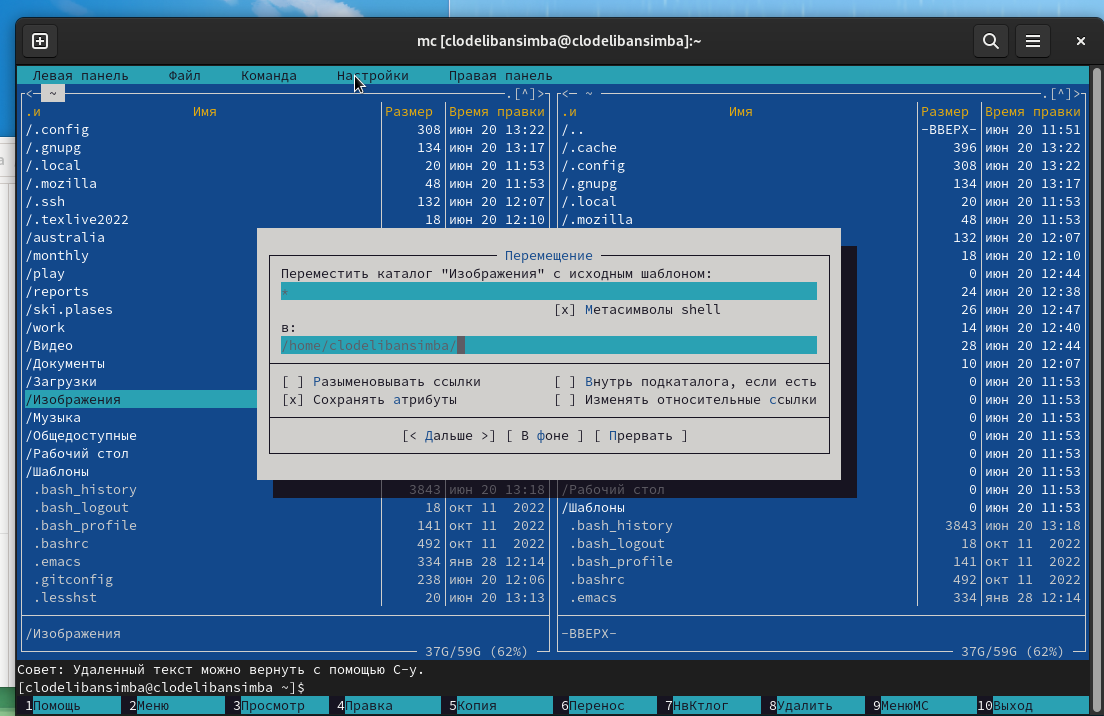 mc [clodelibansimba@clodelibansimba]:~
Левая панель Файл Команда Настройки Правая панель
<─ ~ .[^]> <─ ~ .[^]>
.и Имя Размер Время правки .и Имя Размер Время правки
/.config 308 июн 20 13:22 /.. -ВВЕРХ- июн 20 11:51
/.gnupg 134 июн 20 13:17 /.cache 396 июн 20 13:22
/.local 20 июн 20 11:53 /.config 308 июн 20 13:22
/.mozilla 48 июн 20 11:53 /.gnupg 134 июн 20 13:17
/.ssh 132 июн 20 12:07 /.local 20 июн 20 11:53
/.texlive2022 18 июн 20 12:10 /.mozilla 48 июн 20 11:53
/australia 132 июн 20 12:07
/monthly Перемещение 18 июн 20 12:10
/play Переместить каталог "Изображения" с исходным шаблоном: 0 июн 20 12:44
/reports * 24 июн 20 12:38
/ski.plases [x] Метасимволы shell 26 июн 20 12:47
/work в: 14 июн 20 12:40
/Видео /home/clodelibansimba/ 28 июн 20 12:44
/Документы 10 июн 20 12:07
/Загрузки [ ] Разыменовывать ссылки [ ] Внутрь подкаталога, если есть 0 июн 20 11:53
/Изображения [x] Сохранять атрибуты [ ] Изменять относительные ссылки 0 июн 20 11:53
/Музыка 0 июн 20 11:53
/Общедоступные [< Дальше >] [ В фоне ] [ Прервать ] 0 июн 20 11:53
/Рабочий стол 0 июн 20 11:53
/Шаблоны 0 июн 20 11:53
.bash_history 3843 июн 20 13:18 /Рабочий стол 0 июн 20 11:53
.bash_logout 18 окт 11 2022 /Шаблоны 0 июн 20 11:53
.bash_profile 141 окт 11 2022 .bash_history 3843 июн 20 13:18
.bashrc 492 окт 11 2022 .bash_logout 18 окт 11 2022
.emacs 334 янв 28 12:14 .bash_profile 141 окт 11 2022
.gitconfig 238 июн 20 12:06 .bashrc 492 окт 11 2022
.lesshst 20 июн 20 13:13 .emacs 334 янв 28 12:14
/Изображения -ВВЕРХ-
37G/59G (62%) 37G/59G (62%)
Совет: Удаленный текст можно вернуть с помощью C-y.
[clodelibansimba@clodelibansimba ~]$
1Помощь 2Меню 3Просмотр 4Правка 5Копия 6Перенос 7НвКтлог 8Удалить 9МенюМС 10Выход